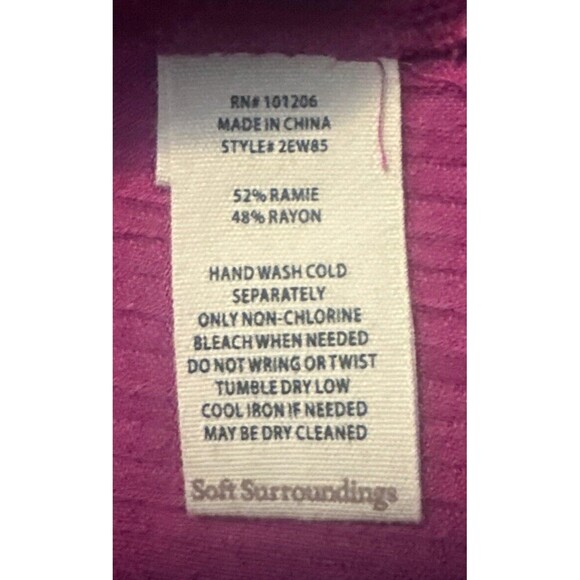 RN# 101206
MADE IN CHINA
STYLE# 2EW85
52% RAMIE
48% RAYON
HAND WASH COLD
SEPARATELY
ONLY NON-CHLORINE
BLEACH WHEN NEEDED
DO NOT WRING OR TWIST
TUMBLE DRY LOW
COOL IRON IF NEEDED
MAY BE DRY CLEANED
Soft Surroundings